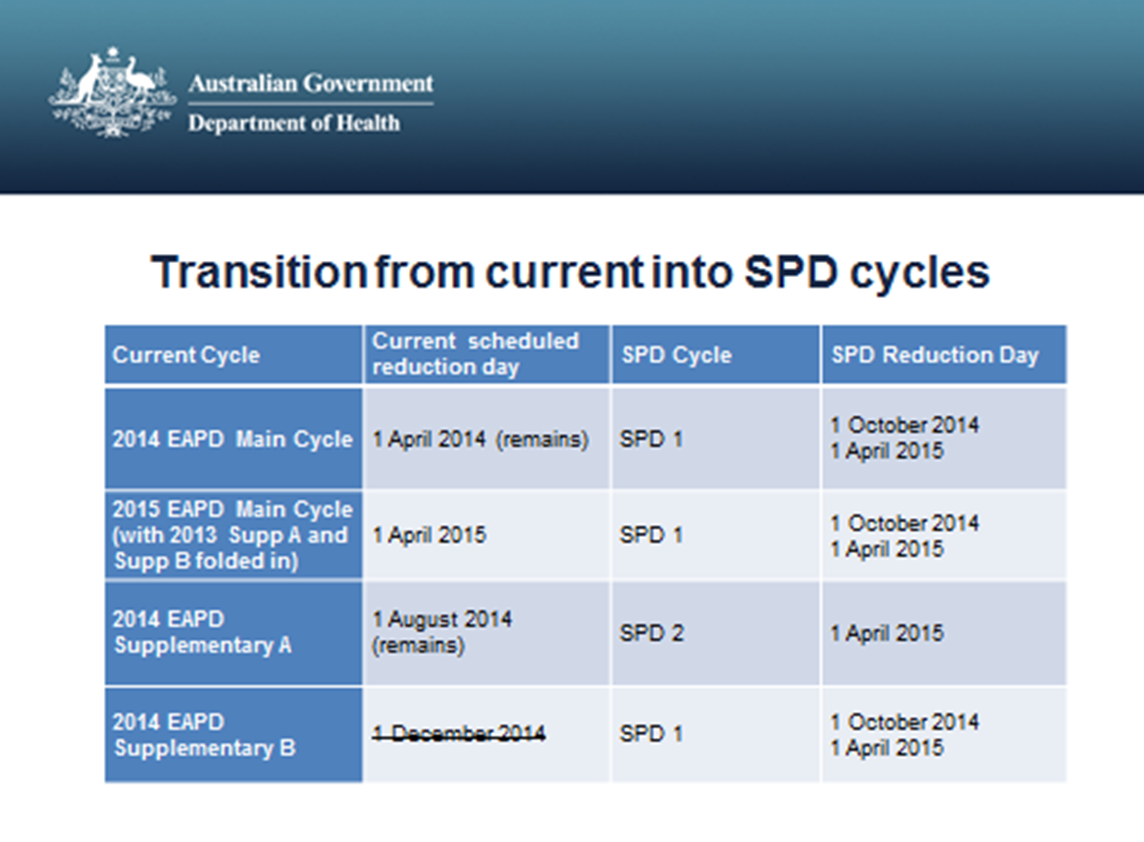 Australian Government
Department of Health
Transition from current into SPD cycles
Current Cycle
Current scheduled
reduction day
SPD Cycle
SPD Reduction Day
2014 EAPD Main Cycle
1 April 2014 (remains)
SPD 1
1 October 2014
1 April 2015
2015 EAPD Main Cycle
(with 2013 Supp A and
Supp B folded in)
1 April 2015
SPD 1
1 October 2014
1 April 2015
2014 EAPD
Supplementary A
1 August 2014
(remains)
SPD 2
1 April 2015
2014 EAPD
Supplementary B
1 December 2014
SPD 1
1 October 2014
1 April 2015